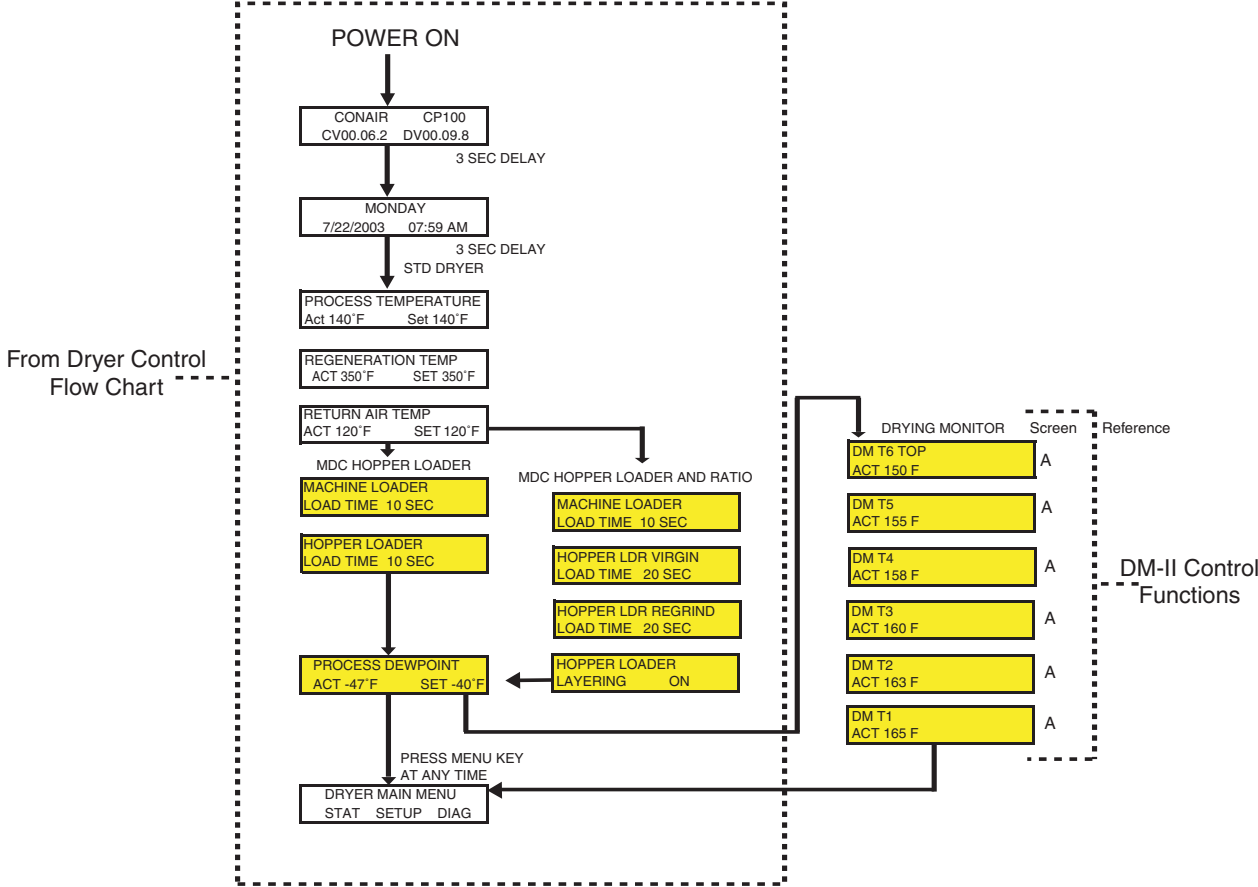 POWER ON
CONAIR CP100
CV00.06.2 DV00.09.8
3 SEC DELAY
MONDAY
7/22/2003 07:59 AM
3 SEC DELAY
STD DRYER
PROCESS TEMPERATURE
Act 140°F Set 140°F
From Dryer Control
Flow Chart
REGENERATION TEMP
ACT 350°F SET 350°F
RETURN AIR TEMP
ACT 120°F SET 120°F
MDC HOPPER LOADER
MACHINE LOADER
LOAD TIME 10 SEC
HOPPER LOADER
LOAD TIME 10 SEC
MDC HOPPER LOADER AND RATIO
MACHINE LOADER
LOAD TIME 10 SEC
HOPPER LDR VIRGIN
LOAD TIME 20 SEC
HOPPER LDR REGRIND
LOAD TIME 20 SEC
HOPPER LOADER
LAYERING ON
PROCESS DEWPOINT
ACT -47°F SET -40°F
PRESS MENU KEY
AT ANY TIME
DRYER MAIN MENU
STAT SETUP DIAG
DRYING MONITOR Screen Reference
DM T6 TOP
ACT 150 F
A
DM T5
ACT 155 F
A
DM T4
ACT 158 F
A
DM T3
ACT 160 F
A
DM T2
ACT 163 F
A
DM T1
ACT 165 F
A
DM-II Control
Functions